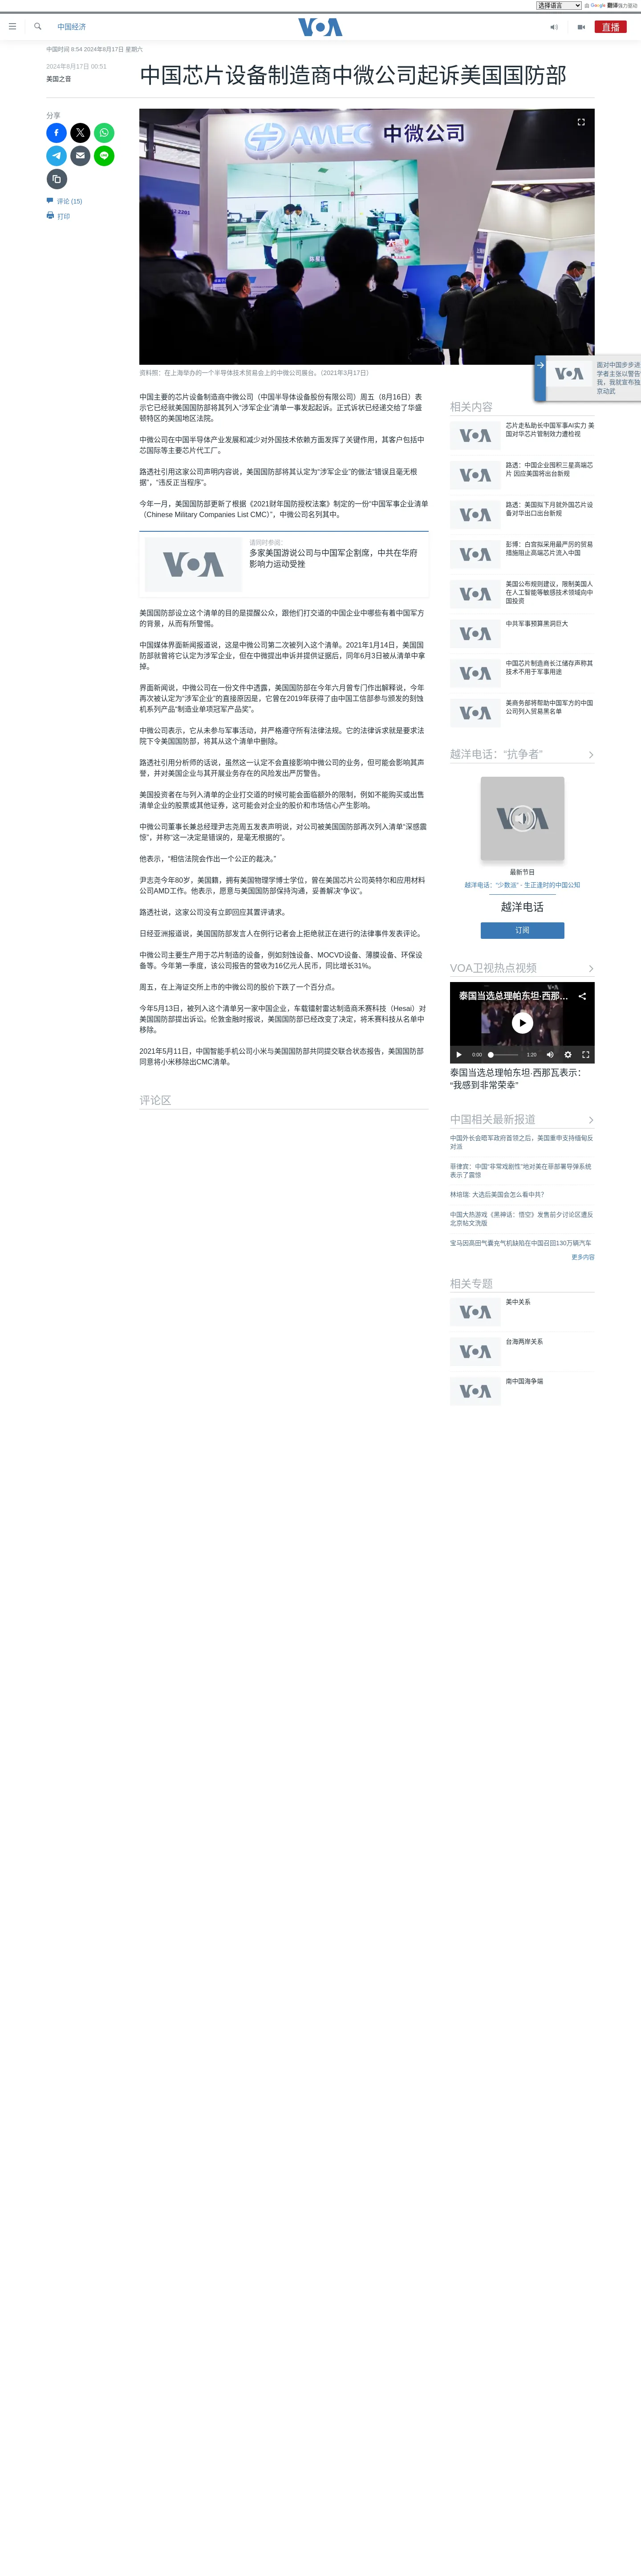 选择语言
由 Google 翻译强力驱动
中国经济
VOA
直播
中国时间 8:54 2024年8月17日 星期六
2024年8月17日 00:51
美国之音
中国芯片设备制造商中微公司起诉美国国防部
分享
评论 (15)
打印
AMEC 中微公司
资料照：在上海举办的一个半导体技术贸易会上的中微公司展台。（2021年3月17日）
中国主要的芯片设备制造商中微公司（中国半导体设备股份有限公司）周五（8月16日）表
示它已经就美国国防部将其列入“涉军企业”清单一事发起起诉。正式诉状已经递交给了华盛
顿特区的美国地区法院。
中微公司在中国半导体产业发展和减少对外国技术依赖方面发挥了关键作用，其客户包括中
芯国际等主要芯片代工厂。
路透社引用这家公司声明内容说，美国国防部将其认定为“涉军企业”的做法“错误且毫无根
据”，“违反正当程序”。
今年一月，美国国防部更新了根据《2021财年国防授权法案》制定的一份“中国军事企业清单
（Chinese Military Companies List CMC）”，中微公司名列其中。
请同时参阅：
多家美国游说公司与中国军企割席，中共在华府
影响力运动受挫
美国国防部设立这个清单的目的是提醒公众，跟他们打交道的中国企业中哪些有着中国军方
的背景，从而有所警惕。
中国媒体界面新闻报道说，这是中微公司第二次被列入这个清单。2021年1月14日，美国国
防部就曾将它认定为涉军企业，但在中微提出申诉并提供证据后，同年6月3日被从清单中拿
掉。
界面新闻说，中微公司在一份文件中透露，美国国防部在今年六月曾专门作出解释说，今年
再次被认定为“涉军企业”的直接原因是，它曾在2019年获得了由中国工信部参与颁发的刻蚀
机系列产品“制造业单项冠军产品奖”。
中微公司表示，它从未参与军事活动，并严格遵守所有法律法规。它的法律诉求就是要求法
院下令美国国防部，将其从这个清单中删除。
路透社引用分析师的话说，虽然这一认定不会直接影响中微公司的业务，但可能会影响其声
誉，并对美国企业与其开展业务存在的风险发出严厉警告。
美国投资者在与列入清单的企业打交道的时候可能会面临额外的限制，例如不能购买或出售
清单企业的股票或其他证券，这可能会对企业的股价和市场信心产生影响。
中微公司董事长兼总经理尹志尧周五发表声明说，对公司被美国国防部再次列入清单“深感震
惊”，并称“这一决定是错误的，是毫无根据的”。
他表示，“相信法院会作出一个公正的裁决。”
尹志尧今年80岁，美国籍，拥有美国物理学博士学位，曾在美国芯片公司英特尔和应用材料
公司AMD工作。他表示，愿意与美国国防部保持沟通，妥善解决“争议”。
路透社说，这家公司没有立即回应其置评请求。
日经亚洲报道说，美国国防部发言人在例行记者会上拒绝就正在进行的法律事件发表评论。
中微公司主要生产用于芯片制造的设备，例如刻蚀设备、MOCVD设备、薄膜设备、环保设
备等。今年第一季度，该公司报告的营收为16亿元人民币，同比增长31%。
周五，在上海证交所上市的中微公司的股价下跌了一个百分点。
今年5月13日，被列入这个清单另一家中国企业，车载镭射雷达制造商禾赛科技（Hesai）对
美国国防部提出诉讼。伦敦金融时报说，美国国防部已经改变了决定，将禾赛科技从名单中
移除。
2021年5月11日，中国智能手机公司小米与美国国防部共同提交联合状态报告，美国国防部
同意将小米移除出CMC清单。
评论区
面对中国步步进
学者主张以警告
我，我就宣布独
京动武
相关内容
芯片走私助长中国军事AI实力 美
国对华芯片管制效力遭检视
路透：中国企业囤积三星高端芯
片 因应美国将出台新规
路透：美国拟下月就外国芯片设
备对华出口出台新规
彭博：白宫拟采用最严厉的贸易
措施阻止高端芯片流入中国
美国公布规则建议，限制美国人
在人工智能等敏感技术领域向中
国投资
中共军事预算黑洞巨大
中国芯片制造商长江储存声称其
技术不用于军事用途
美商务部将帮助中国军方的中国
公司列入贸易黑名单
越洋电话：“抗争者”
最新节目
越洋电话：“少数派” - 生正逢时的中国公知
越洋电话
订阅
VOA卫视热点视频
泰国当选总理帕东坦·西那…
0:00
1:20
泰国当选总理帕东坦·西那瓦表示：
“我感到非常荣幸”
中国相关最新报道
中国外长会晤军政府首领之后，美国重申支持缅甸反
对派
菲律宾：中国“非常戏剧性”地对美在菲部署导弹系统
表示了震惊
林培瑞: 大选后美国会怎么看中共？
中国大热游戏《黑神话：悟空》发售前夕讨论区遭反
北京帖文洗版
宝马因高田气囊充气机缺陷在中国召回130万辆汽车
更多内容
相关专题
美中关系
台海两岸关系
南中国海争端